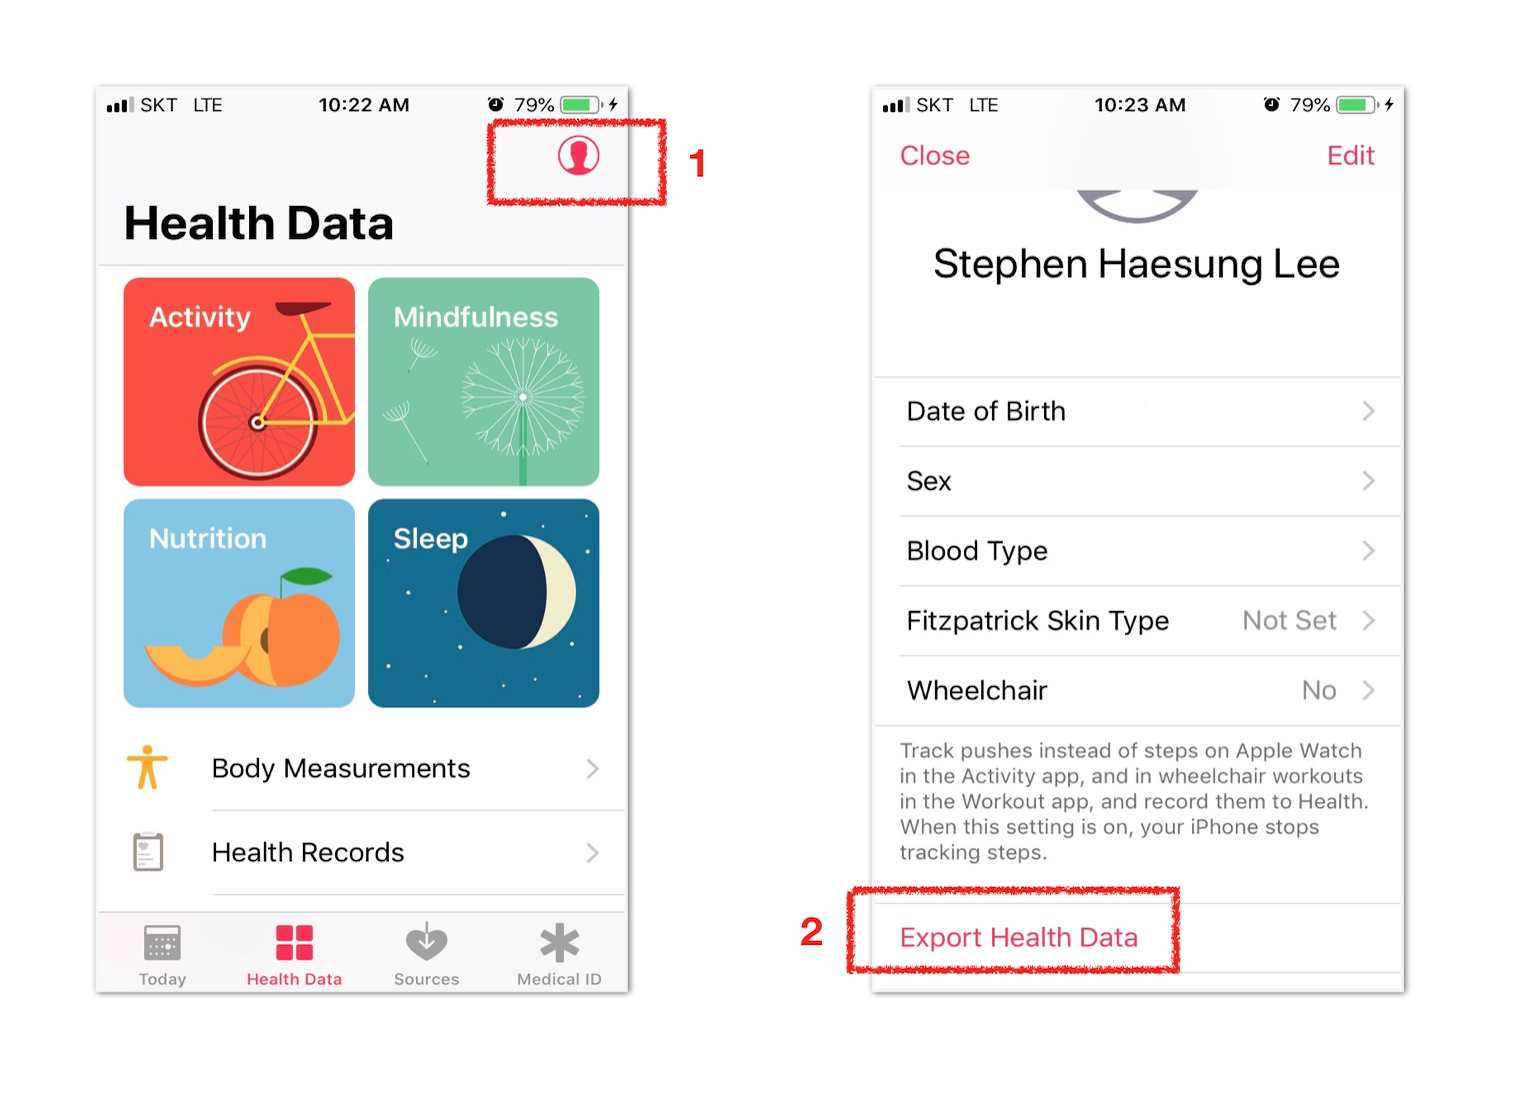 SKT LTE 10:22 AM 79%
1
Health Data
Activity
Mindfulness
Nutrition
Sleep
Body Measurements
Health Records
Today
Health Data
Sources
Medical ID
SKT LTE 10:23 AM 79%
Close
Edit
Stephen Haesung Lee
Date of Birth
Sex
Blood Type
Fitzpatrick Skin Type Not Set
Wheelchair No
Track pushes instead of steps on Apple Watch
in the Activity app, and in wheelchair workouts
in the Workout app, and record them to Health.
When this setting is on, your iPhone stops
tracking steps.
2
Export Health Data